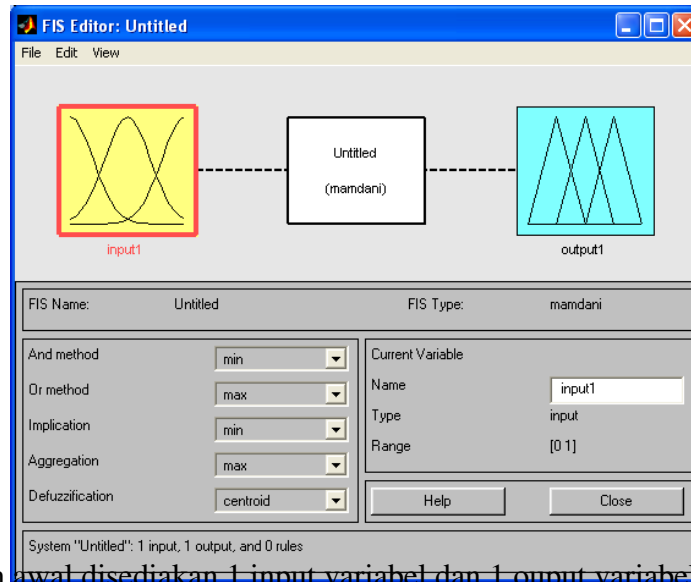 FIS Editor: Untitled
File Edit View
Untitled
(mamdani)
input1
output1
FIS Name: Untitled FIS Type: mamdani
And method min
Or method max
Implication min
Aggregation max
Defuzzification centroid
Current Variable
Name input1
Type input
Range [0 1]
Help Close
System "Untitled": 1 input, 1 output, and 0 rules
awal disediakan 1 input variabel dan 1 ouput variabel